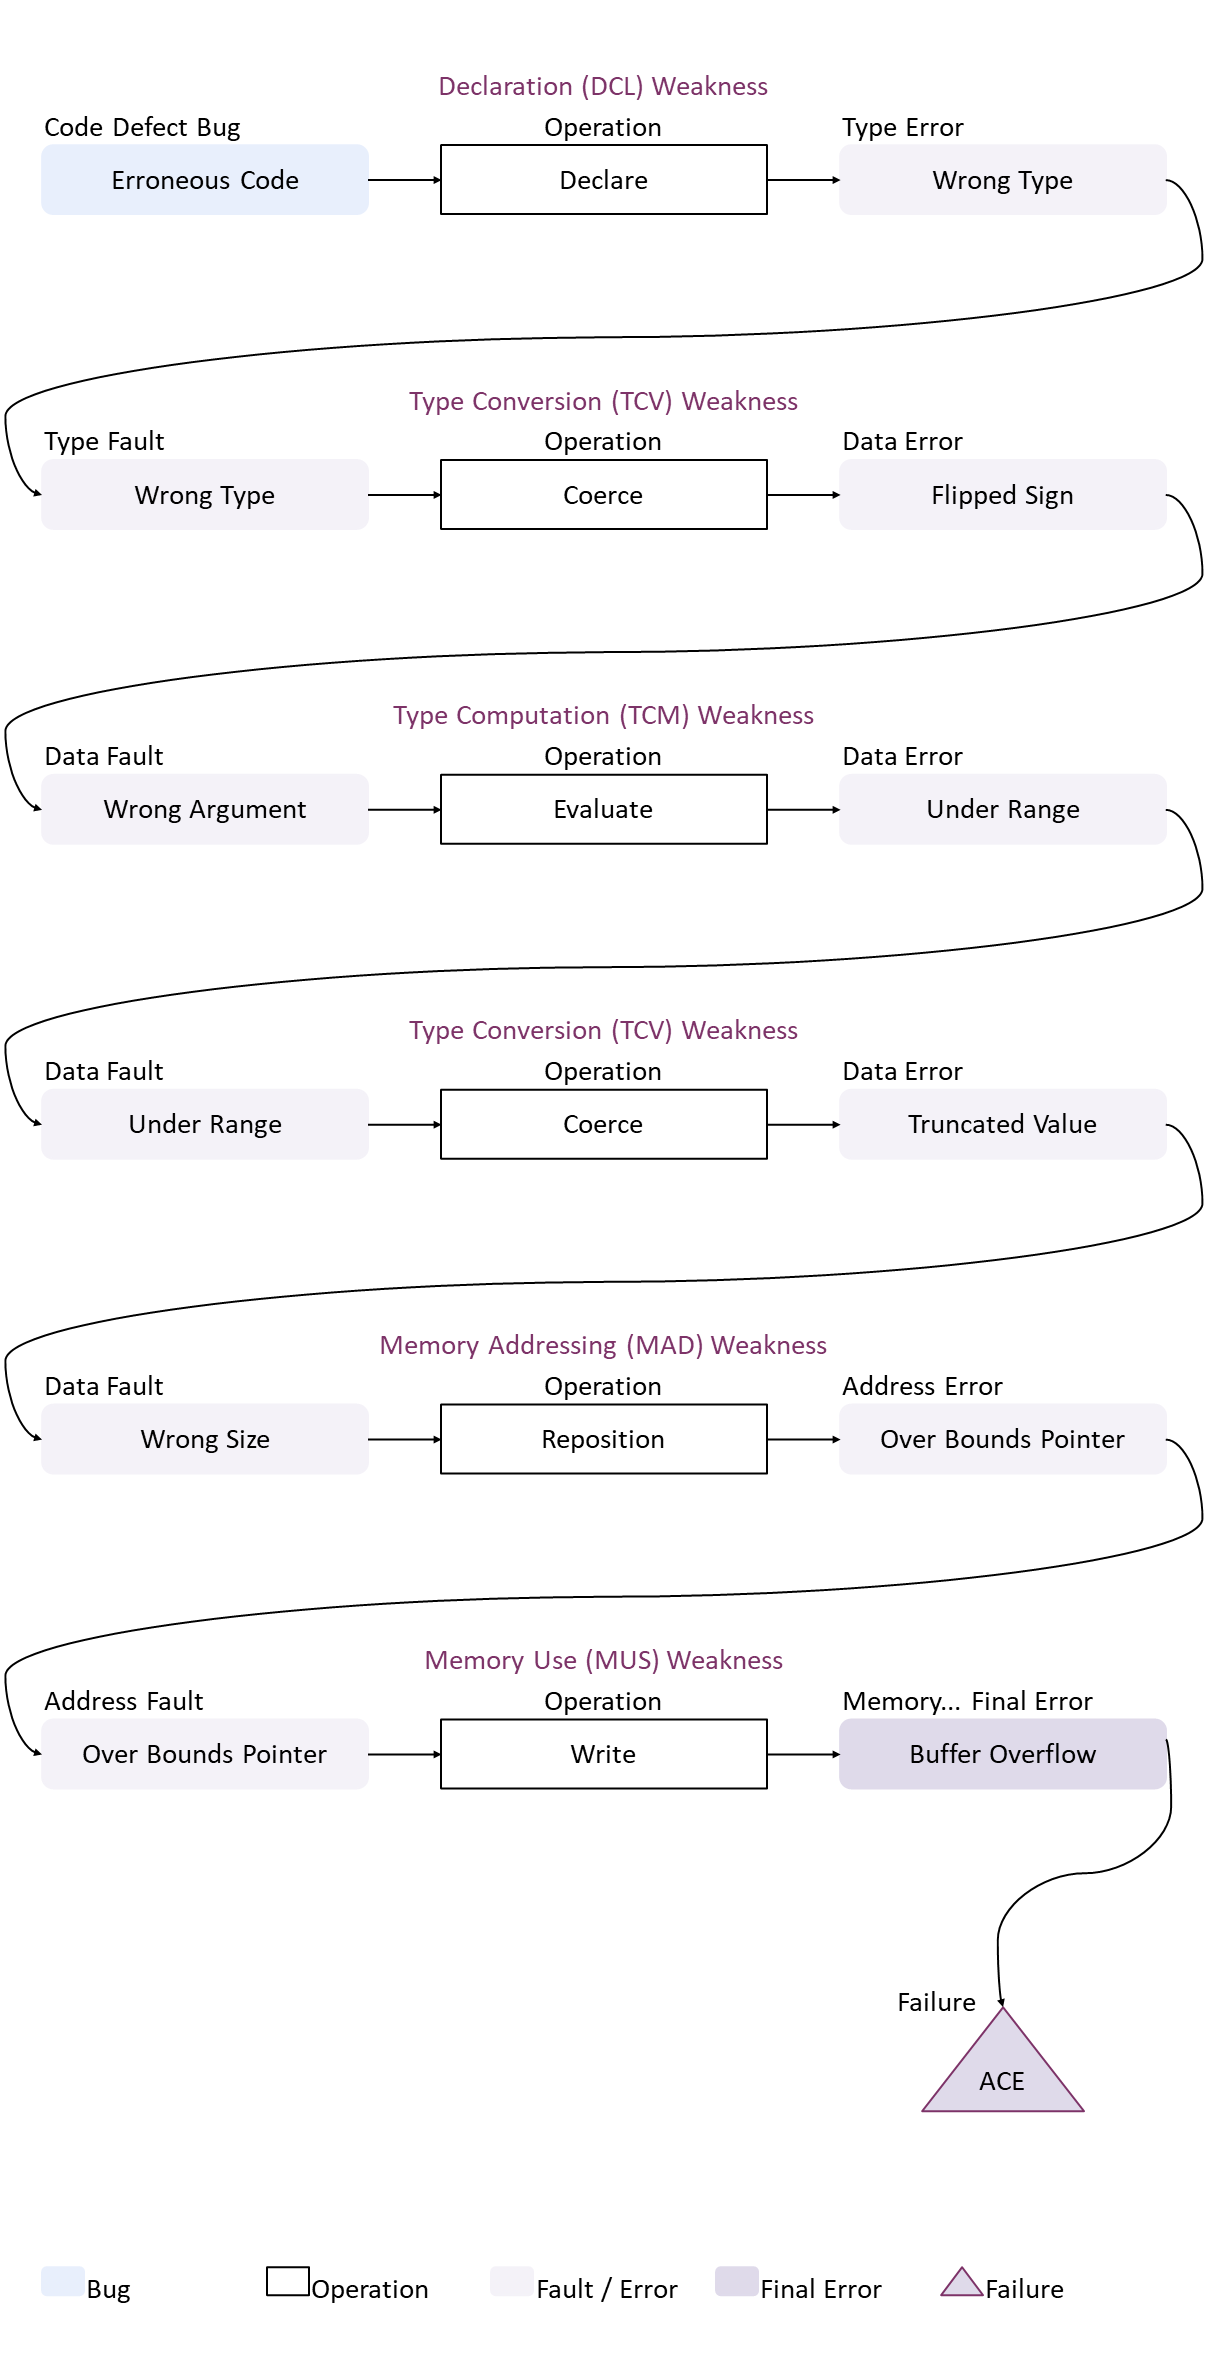 Declaration (DCL) Weakness
Code Defect Bug Operation Type Error
Erroneous Code Declare Wrong Type
Type Conversion (TCV) Weakness
Type Fault Operation Data Error
Wrong Type Coerce Flipped Sign
Type Computation (TCM) Weakness
Data Fault Operation Data Error
Wrong Argument Evaluate Under Range
Type Conversion (TCV) Weakness
Data Fault Operation Data Error
Under Range Coerce Truncated Value
Memory Addressing (MAD) Weakness
Data Fault Operation Address Error
Wrong Size Reposition Over Bounds Pointer
Memory Use (MUS) Weakness
Address Fault Operation Memory... Final Error
Over Bounds Pointer Write Buffer Overflow
Failure
ACE
Bug Operation Fault / Error Final Error Failure